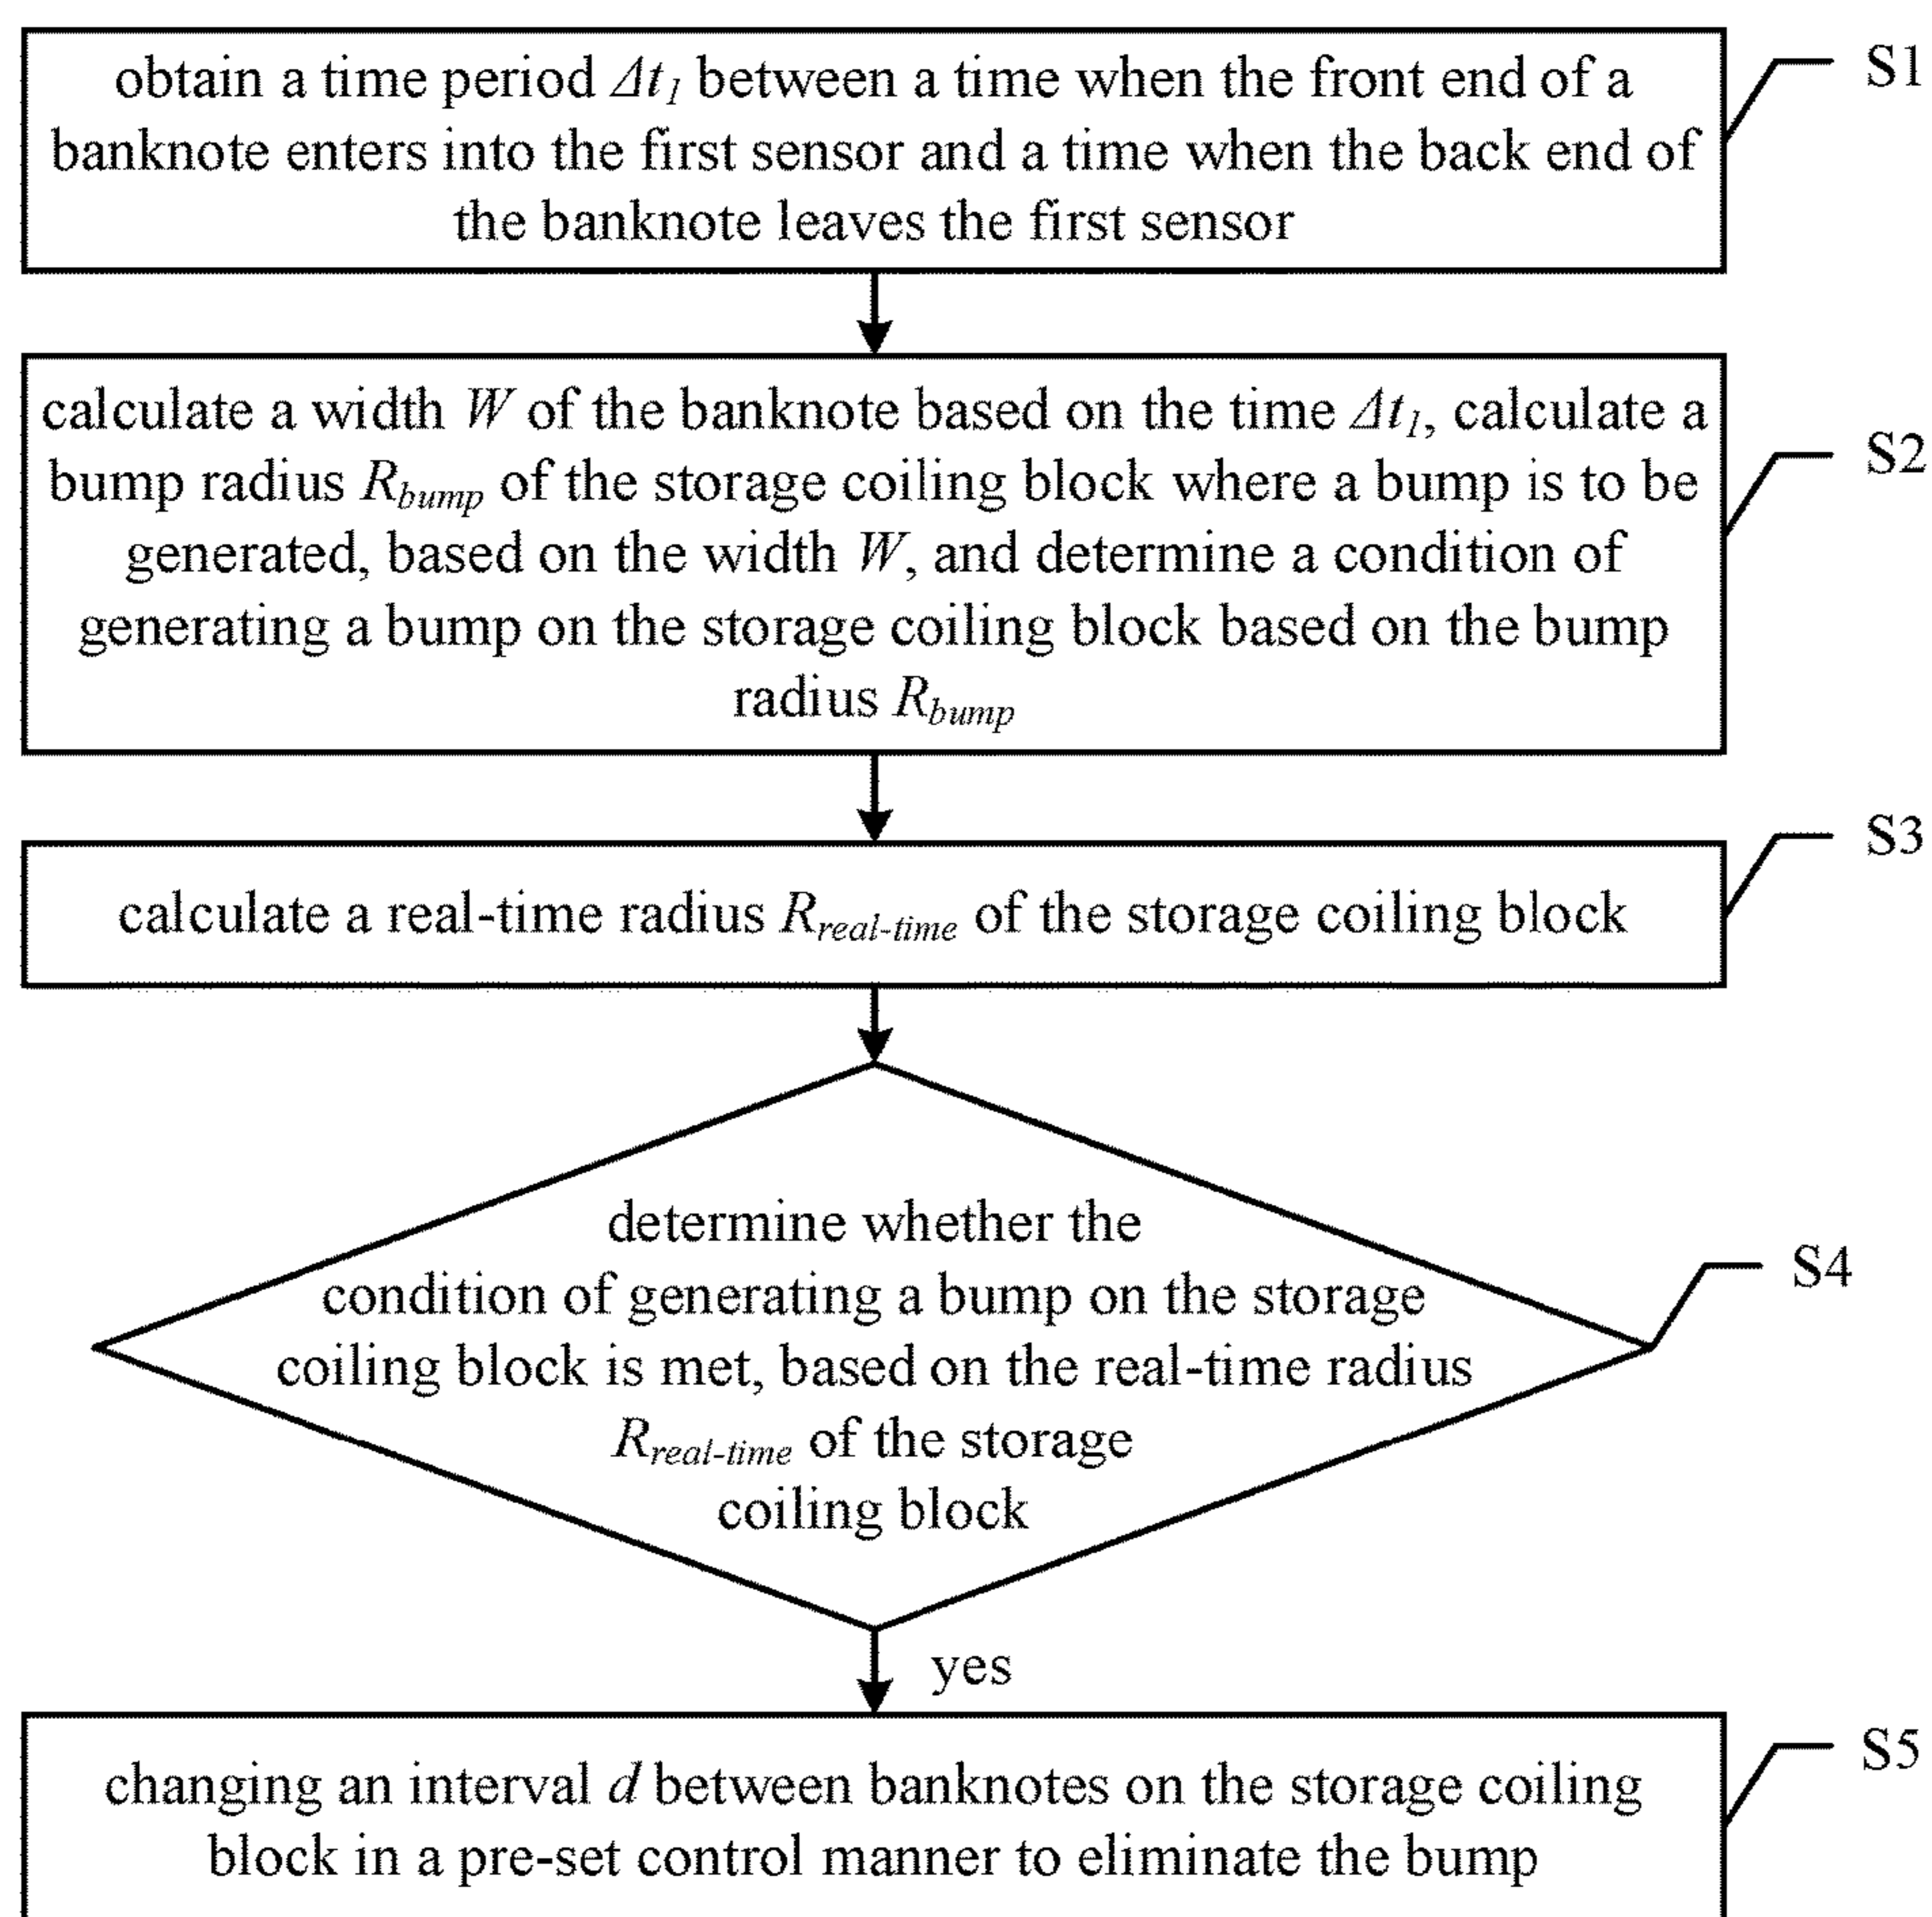 obtain a time period Δt1 between a time when the front end of a
banknote enters into the first sensor and a time when the back end of
the banknote leaves the first sensor
S1
calculate a width W of the banknote based on the time Δt1, calculate a
bump radius Rbump of the storage coiling block where a bump is to be
generated, based on the width W, and determine a condition of
generating a bump on the storage coiling block based on the bump
radius Rbump
S2
calculate a real-time radius Rreal-time of the storage coiling block
S3
determine whether the
condition of generating a bump on the storage
coiling block is met, based on the real-time radius
Rreal-time of the storage
coiling block
S4
yes
changing an interval d between banknotes on the storage coiling
block in a pre-set control manner to eliminate the bump
S5